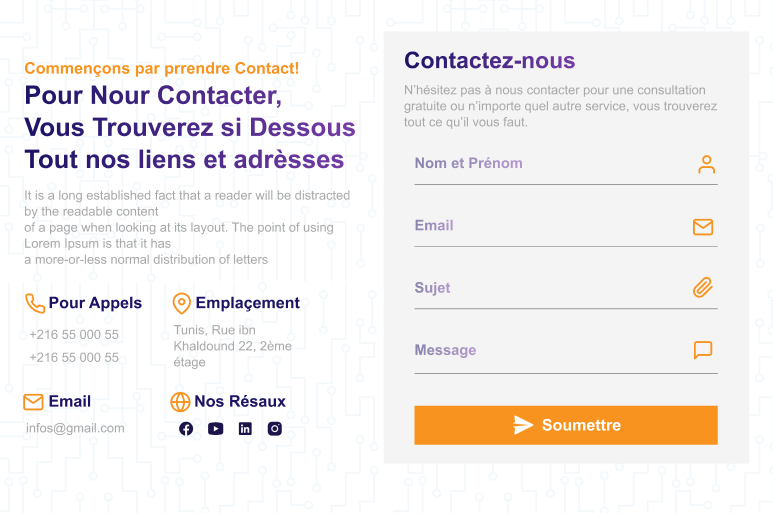 Commençons par prrendre Contact!
Pour Nour Contacter,
Vous Trouverez si Dessous
Tout nos liens et adrèsses
It is a long established fact that a reader will be distracted
by the readable content
of a page when looking at its layout. The point of using
Lorem Ipsum is that it has
a more-or-less normal distribution of letters
Pour Appels
+216 55 000 55
+216 55 000 55
Emplaçement
Tunis, Rue ibn
Khaldound 22, 2ème
étage
Email
infos@gmail.com
Nos Résaux
Contactez-nous
N'hésitez pas à nous contacter pour une consultation
gratuite ou n'importe quel autre service, vous trouverez
tout ce qu'il vous faut.
Nom et Prénom
Email
Sujet
Message
Soumettre